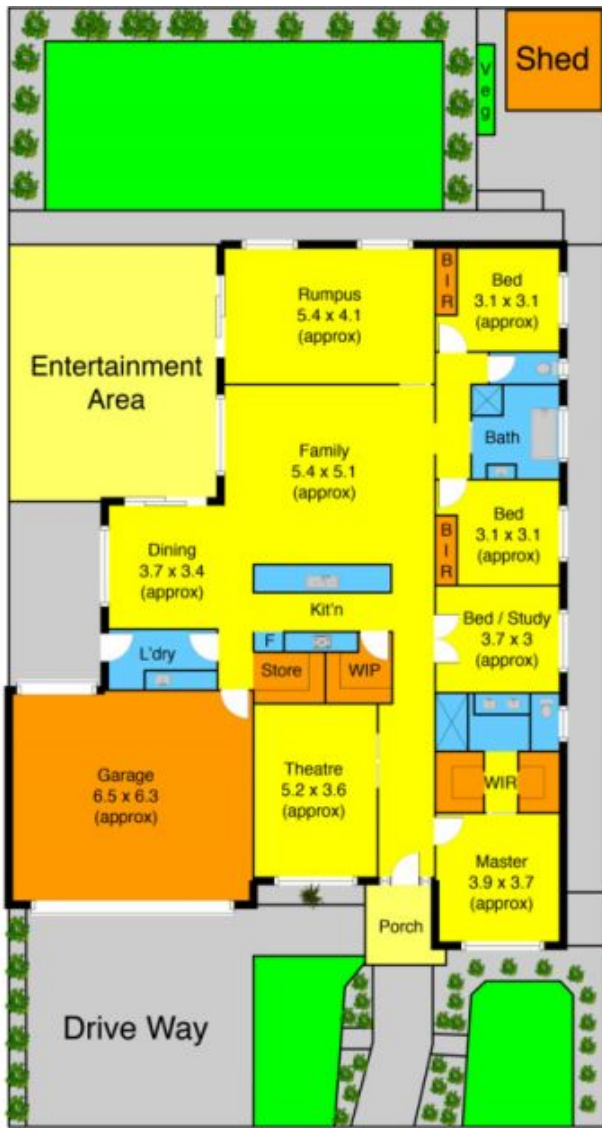 Shed
Veg
BIR
Bed
3.1 x 3.1
(approx)
Rumpus
5.4 x 4.1
(approx)
Entertainment
Area
Bath
Family
5.4 x 5.1
(approx)
Bed
3.1 x 3.1
(approx)
BIR
Dining
3.7 x 3.4
(approx)
Kit'n
Bed / Study
3.7 x 3
(approx)
F
L'dry
Store
WIP
Garage
6.5 x 6.3
(approx)
Theatre
5.2 x 3.6
(approx)
WIR
Master
3.9 x 3.7
(approx)
Porch
Drive Way